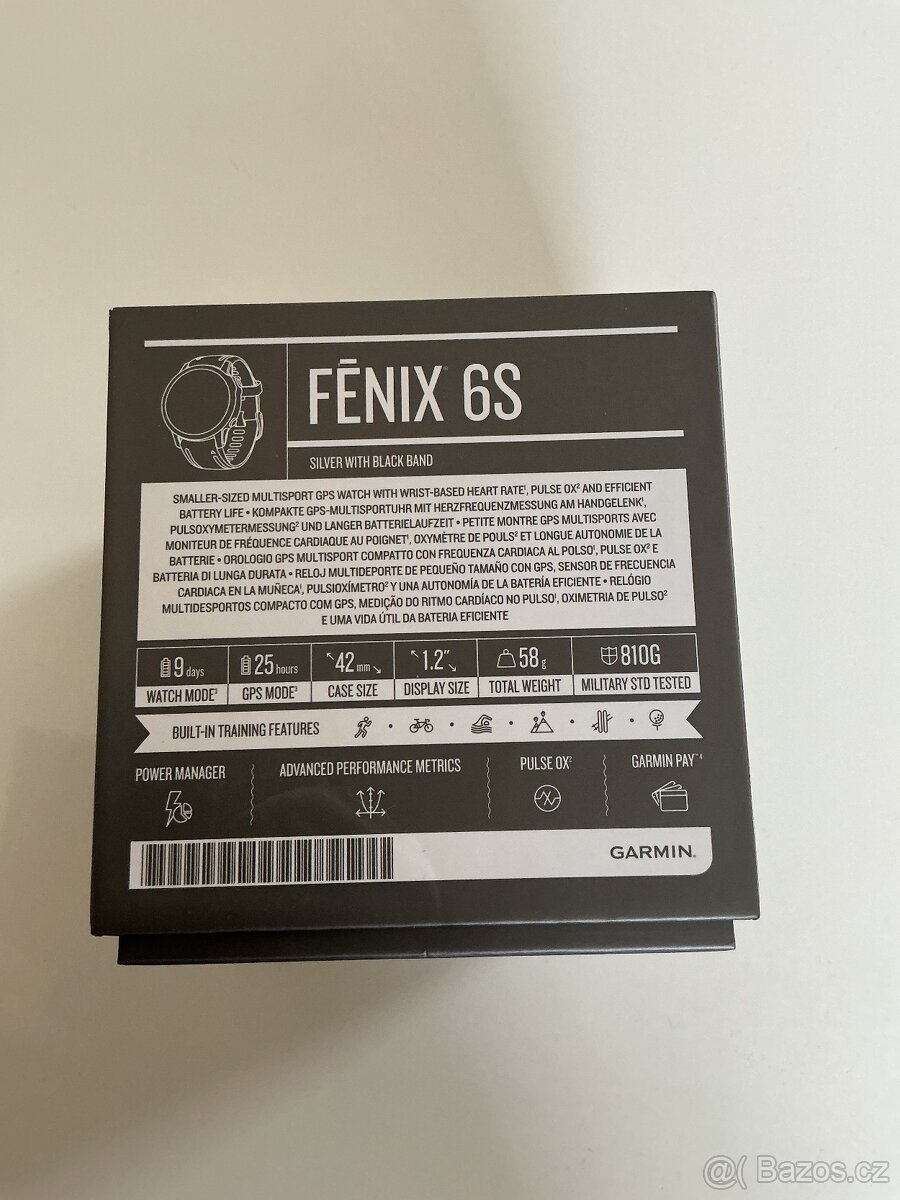 FĒNIX® 6S
SILVER WITH BLACK BAND
SMALLER-SIZED MULTISPORT GPS WATCH WITH WRIST-BASED HEART RATE¹, PULSE OX² AND EFFICIENT
BATTERY LIFE • KOMPAKTE GPS-MULTISPORTUHR MIT HERZFREQUENZMESSUNG AM HANDGELENK¹,
PULSOXYMETERMESSUNG² UND LANGER BATTERIELAUFZEIT • PETITE MONTRE GPS MULTISPORTS AVEC
MONITEUR DE FRÉQUENCE CARDIAQUE AU POIGNET¹, OXYMÈTRE DE POULS² ET LONGUE AUTONOMIE DE LA
BATTERIE • OROLOGIO GPS MULTISPORT COMPATTO CON FREQUENZA CARDIACA AL POLSO¹, PULSE OX² E
BATTERIA DI LUNGA DURATA • RELOJ MULTIDEPORTE DE PEQUEÑO TAMAÑO CON GPS, SENSOR DE FRECUENCIA
CARDIACA EN LA MUÑECA¹, PULSIOXÍMETRO² Y UNA AUTONOMÍA DE LA BATERÍA EFICIENTE • RELÓGIO
MULTIDESPORTOS COMPACTO COM GPS, MEDIÇÃO DO RITMO CARDÍACO NO PULSO¹, OXIMETRIA DE PULSO²
E UMA VIDA ÚTIL DA BATERIA EFICIENTE
9 days 25 hours 42 mm 1.2" 58 g 810G
WATCH MODE³ GPS MODE³ CASE SIZE DISPLAY SIZE TOTAL WEIGHT MILITARY STD TESTED
BUILT-IN TRAINING FEATURES
POWER MANAGER ADVANCED PERFORMANCE METRICS PULSE OX² GARMIN PAY™⁴
GARMIN®
@( Bazos.cz